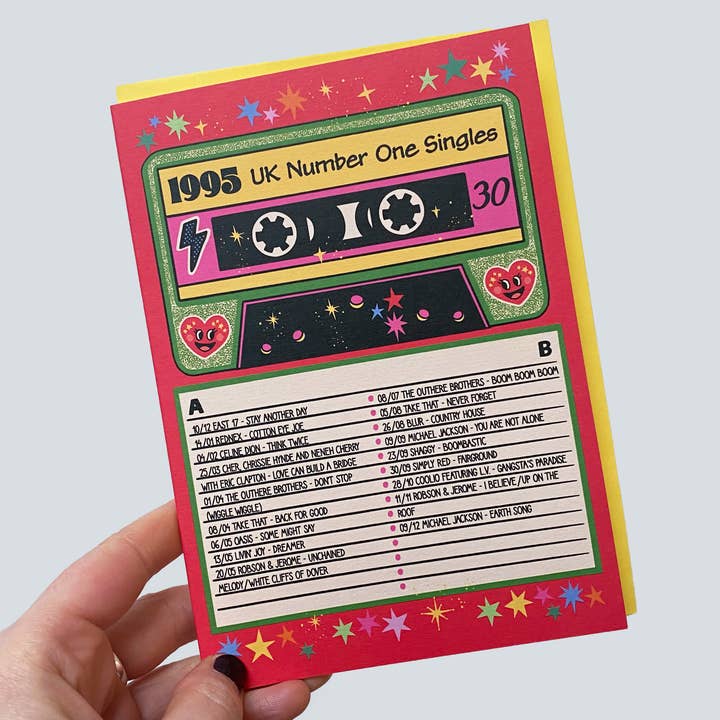 1995 UK Number One Singles
30
A
10/12 EAST 17 - STAY ANOTHER DAY
14/01 REDNEX - COTTON EYE JOE
04/02 CELINE DION - THINK TWICE
25/03 CHER, CHRISSIE HYNDE AND NENEH CHERRY
WITH ERIC CLAPTON - LOVE CAN BUILD A BRIDGE
01/04 THE OUTHERE BROTHERS - DON'T STOP
(WIGGLE WIGGLE)
08/04 TAKE THAT - BACK FOR GOOD
06/05 OASIS - SOME MIGHT SAY
13/05 LIVIN' JOY - DREAMER
20/05 ROBSON & JEROME - UNCHAINED
MELODY/WHITE CLIFFS OF DOVER
B
08/07 THE OUTHERE BROTHERS - BOOM BOOM BOOM
05/08 TAKE THAT - NEVER FORGET
26/08 BLUR - COUNTRY HOUSE
09/09 MICHAEL JACKSON - YOU ARE NOT ALONE
23/09 SHAGGY - BOOMBASTIC
30/09 SIMPLY RED - FAIRGROUND
28/10 COOLIO FEATURING L.V. - GANGSTA'S PARADISE
11/11 ROBSON & JEROME - I BELIEVE/UP ON THE
ROOF
09/12 MICHAEL JACKSON - EARTH SONG